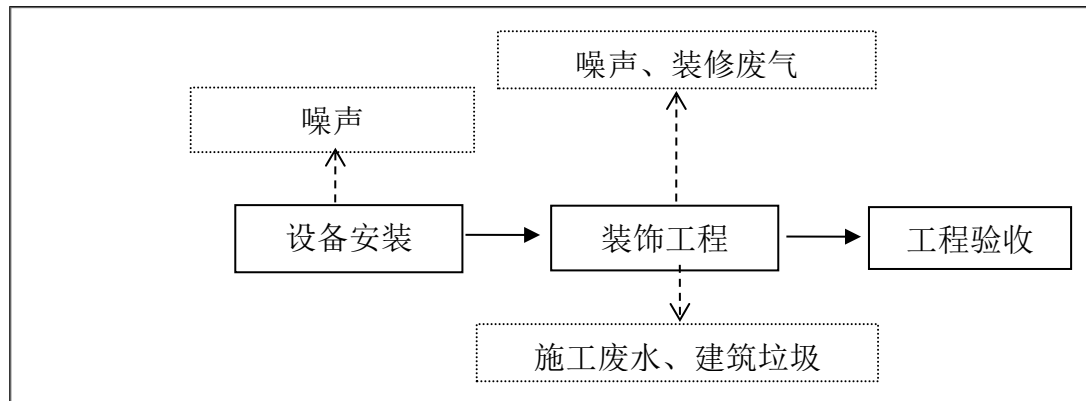 噪声、装修废气
噪声
设备安装
装饰工程
工程验收
施工废水、建筑垃圾